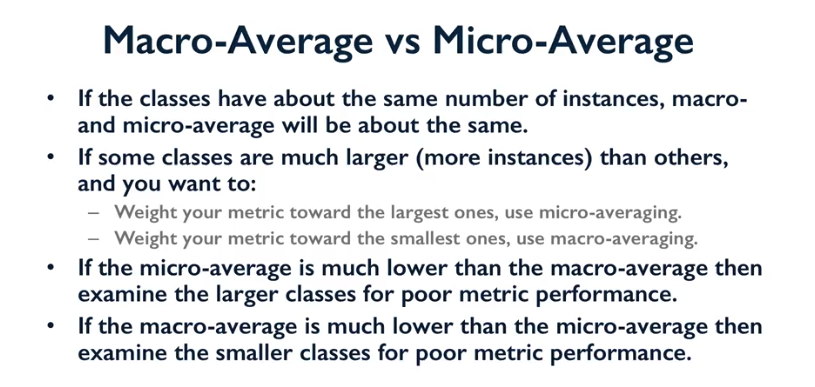 Macro-Average vs Micro-Average
• If the classes have about the same number of instances, macro-
and micro-average will be about the same.
• If some classes are much larger (more instances) than others,
and you want to:
– Weight your metric toward the largest ones, use micro-averaging.
– Weight your metric toward the smallest ones, use macro-averaging.
• If the micro-average is much lower than the macro-average then
examine the larger classes for poor metric performance.
• If the macro-average is much lower than the micro-average then
examine the smaller classes for poor metric performance.